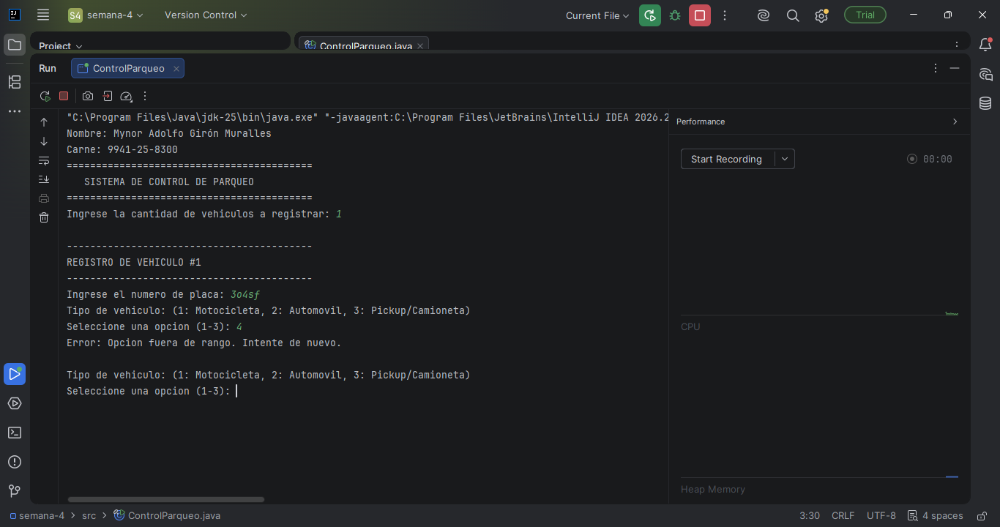 S4 semana-4 Version Control Current File Trial
Project ControlParqueo.java
Run ControlParqueo
"C:\Program Files\Java\jdk-25\bin\java.exe" "-javaagent:C:\Program Files\JetBrains\IntelliJ IDEA 2026.2
Performance
Nombre: Mynor Adolfo Girón Muralles
Carne: 9941-25-8300
Start Recording 00:00
==========================================
SISTEMA DE CONTROL DE PARQUEO
==========================================
Ingrese la cantidad de vehiculos a registrar: 1
------------------------------------------
REGISTRO DE VEHICULO #1
------------------------------------------
Ingrese el numero de placa: 3o4sf
Tipo de vehiculo: (1: Motocicleta, 2: Automovil, 3: Pickup/Camioneta)
Seleccione una opcion (1-3): 4
CPU
Error: Opcion fuera de rango. Intente de nuevo.
Tipo de vehiculo: (1: Motocicleta, 2: Automovil, 3: Pickup/Camioneta)
Seleccione una opcion (1-3):
Heap Memory
semana-4 src ControlParqueo.java 3:30 CRLF UTF-8 4 spaces